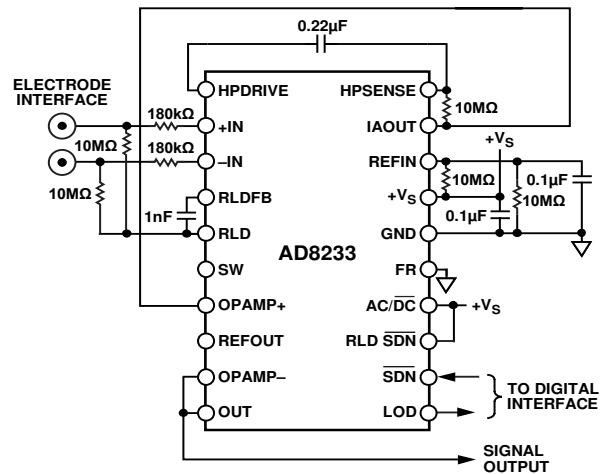 0.22µF
ELECTRODE
INTERFACE
HPDRIVE
HPSENSE
180kΩ
10MΩ
+IN
IAOUT
+VS
10MΩ
180kΩ
–IN
REFIN
10MΩ
0.1µF
10MΩ
RLDFB
+VS
0.1µF
10MΩ
1nF
RLD
GND
AD8233
SW
FR
OPAMP+
AC/DC
+VS
REFOUT
RLD SDN
OPAMP–
SDN
TO DIGITAL
INTERFACE
OUT
LOD
SIGNAL
OUTPUT